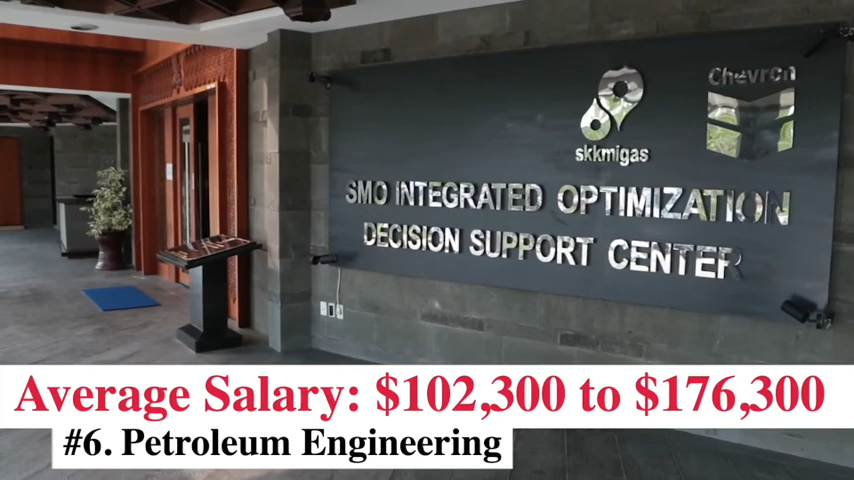 Chevron
skkmigas
SMO INTEGRATED OPTIMIZATION
DECISION SUPPORT CENTER
Average Salary: $102,300 to $176,300
#6. Petroleum Engineering